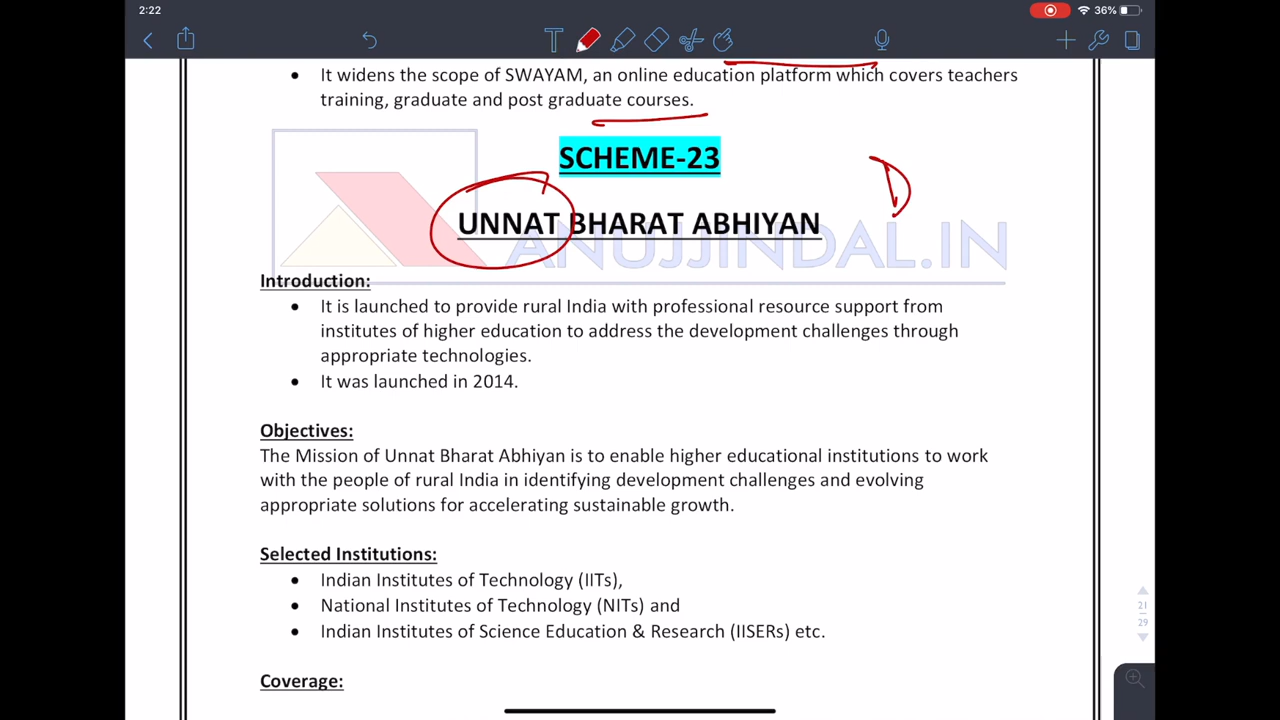 2:22
36%
• It widens the scope of SWAYAM, an online education platform which covers teachers
training, graduate and post graduate courses.
SCHEME-23
D
UNNAT BHARAT ABHIYAN
ANUJJINDAL.IN
Introduction:
• It is launched to provide rural India with professional resource support from
institutes of higher education to address the development challenges through
appropriate technologies.
• It was launched in 2014.
Objectives:
The Mission of Unnat Bharat Abhiyan is to enable higher educational institutions to work
with the people of rural India in identifying development challenges and evolving
appropriate solutions for accelerating sustainable growth.
Selected Institutions:
• Indian Institutes of Technology (IITs),
• National Institutes of Technology (NITs) and
• Indian Institutes of Science Education & Research (IISERs) etc.
21
29
Coverage: